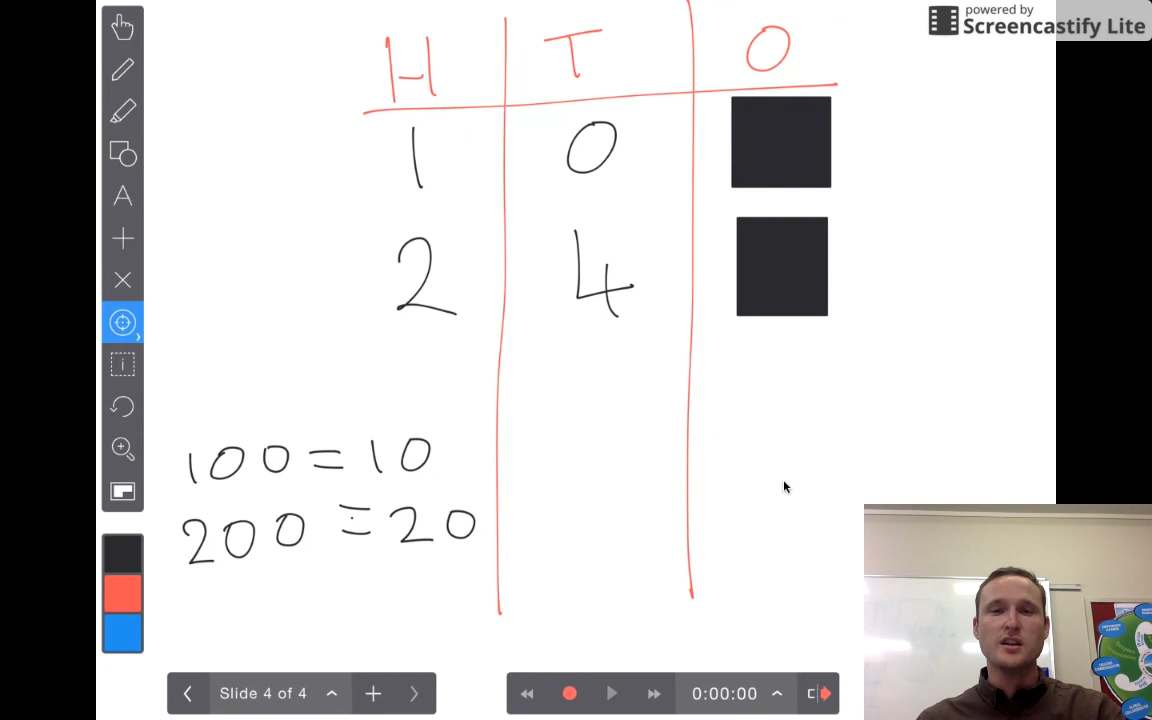 powered by
Screencastify Lite
H T O
1 0
2 4
100 = 10
200 = 20
Slide 4 of 4
0:00:00